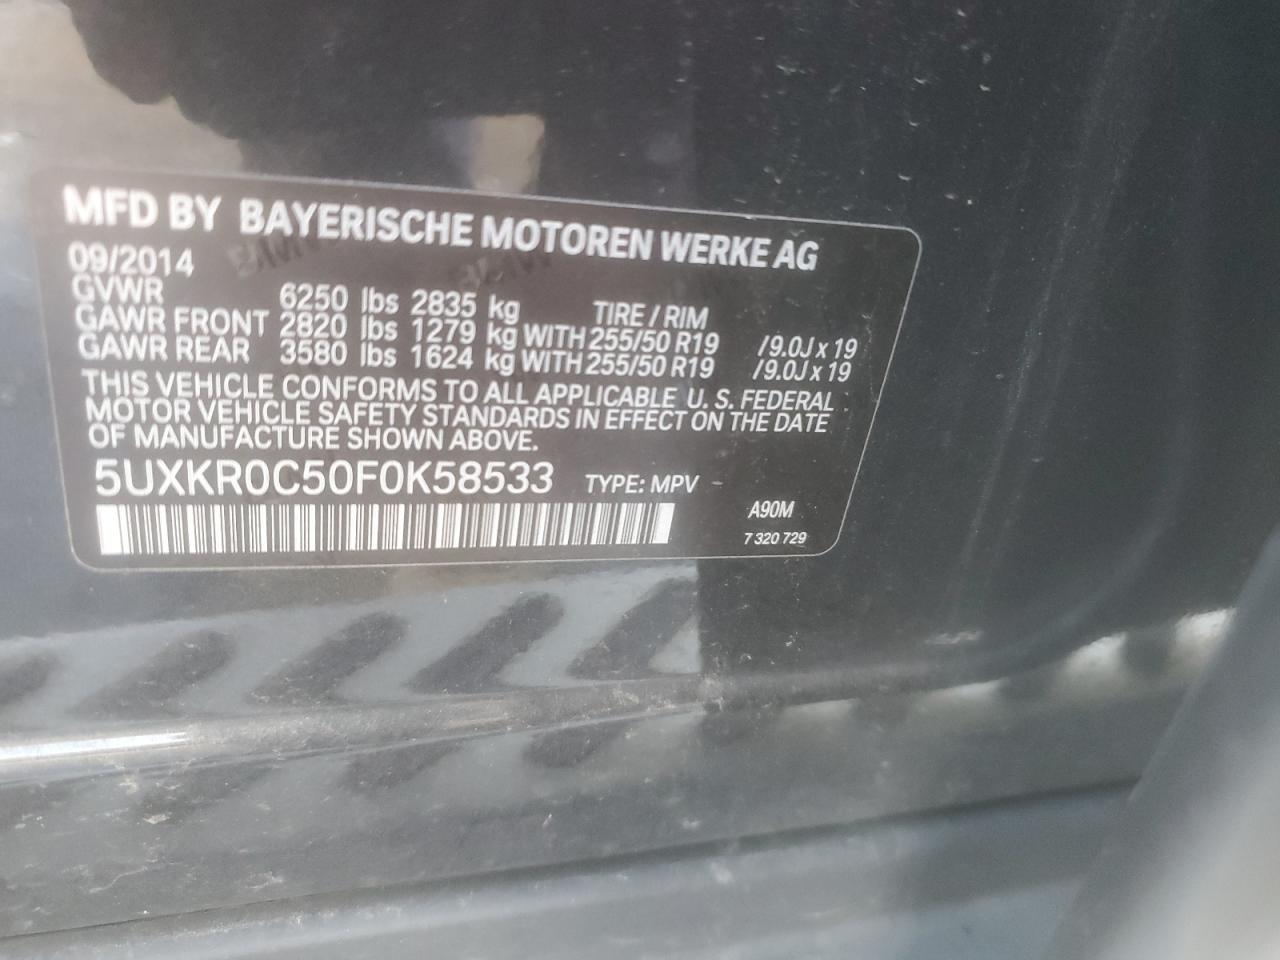 MFD BY BAYERISCHE MOTOREN WERKE AG
09/2014
GVWR 6250 lbs 2835 kg TIRE / RIM
GAWR FRONT 2820 lbs 1279 kg WITH 255/50 R19 /9.0J x 19
GAWR REAR 3580 lbs 1624 kg WITH 255/50 R19 /9.0J x 19
THIS VEHICLE CONFORMS TO ALL APPLICABLE U. S. FEDERAL
MOTOR VEHICLE SAFETY STANDARDS IN EFFECT ON THE DATE
OF MANUFACTURE SHOWN ABOVE.
5UXKR0C50F0K58533 TYPE: MPV
A90M
7 320 729